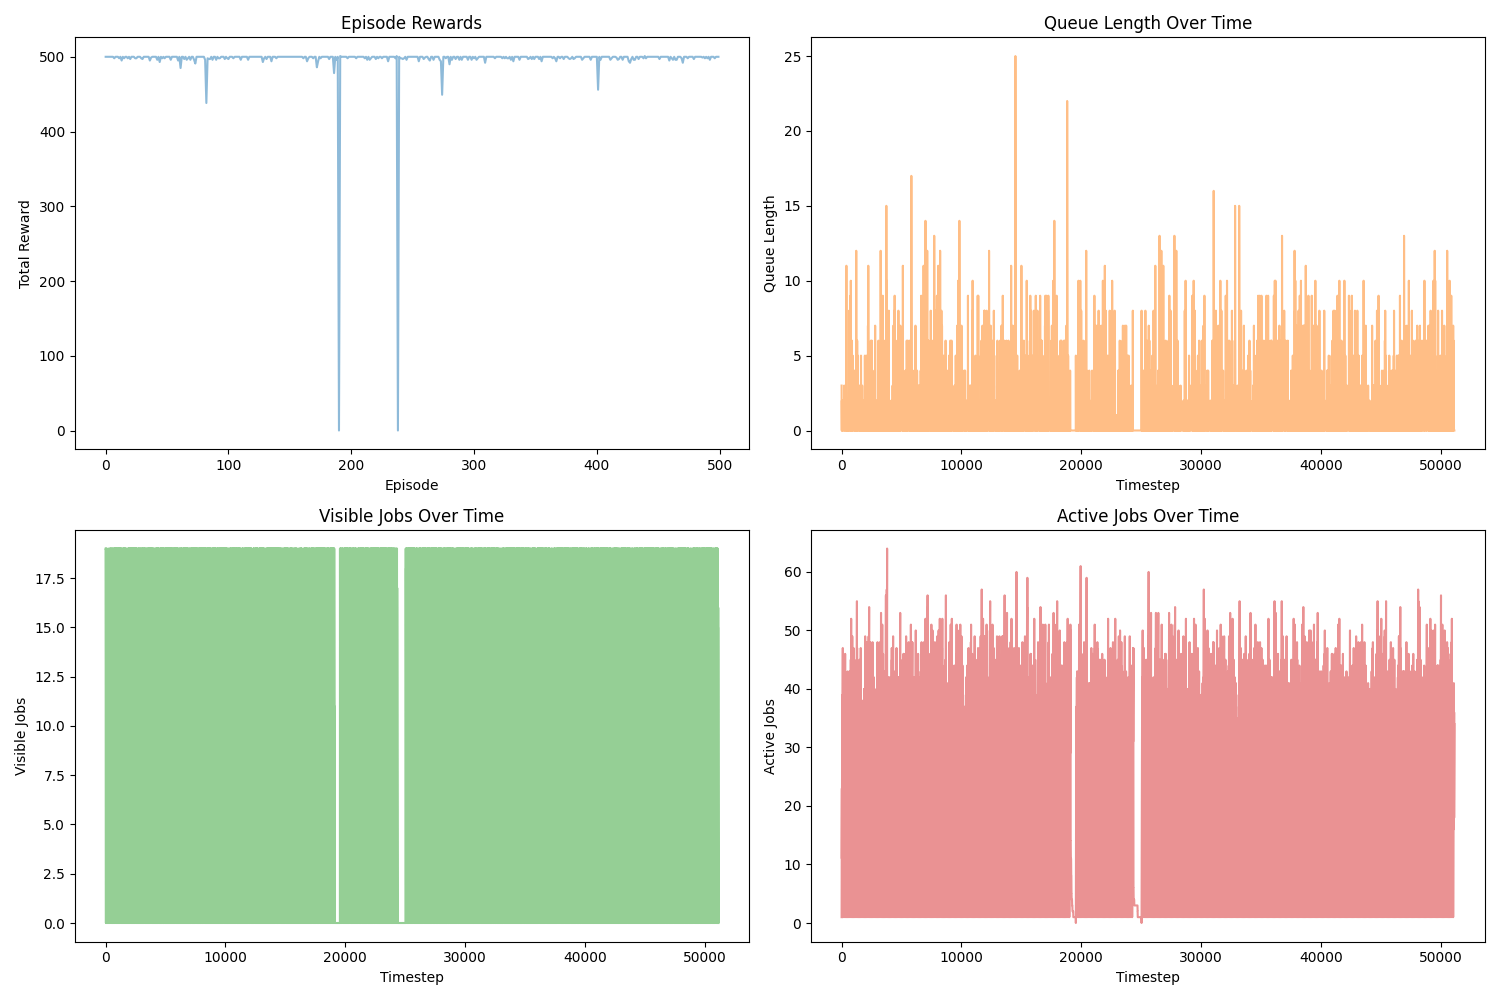 Episode Rewards
Total Reward
500
400
300
200
100
0
0 100 200 300 400 500
Episode
Queue Length Over Time
Queue Length
25
20
15
10
5
0
0 10000 20000 30000 40000 50000
Timestep
Visible Jobs Over Time
Visible Jobs
17.5
15.0
12.5
10.0
7.5
5.0
2.5
0.0
0 10000 20000 30000 40000 50000
Timestep
Active Jobs Over Time
Active Jobs
60
50
40
30
20
10
0
0 10000 20000 30000 40000 50000
Timestep